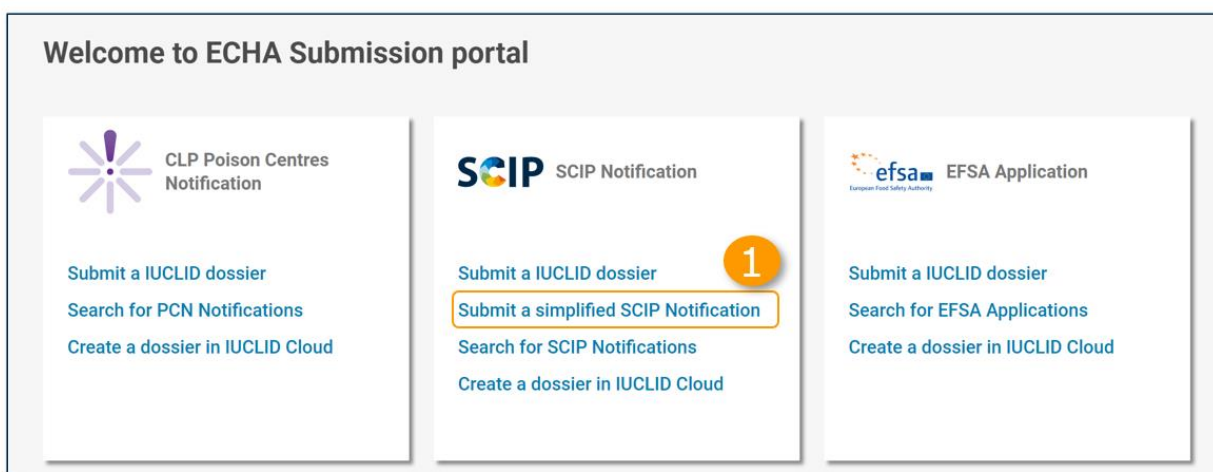 Welcome to ECHA Submission portal
CLP Poison Centres
Notification
Submit a IUCLID dossier
Search for PCN Notifications
Create a dossier in IUCLID Cloud
SCIP SCIP Notification
Submit a IUCLID dossier
1
Submit a simplified SCIP Notification
Search for SCIP Notifications
Create a dossier in IUCLID Cloud
efsa EFSA Application
European Food Safety Authority
Submit a IUCLID dossier
Search for EFSA Applications
Create a dossier in IUCLID Cloud